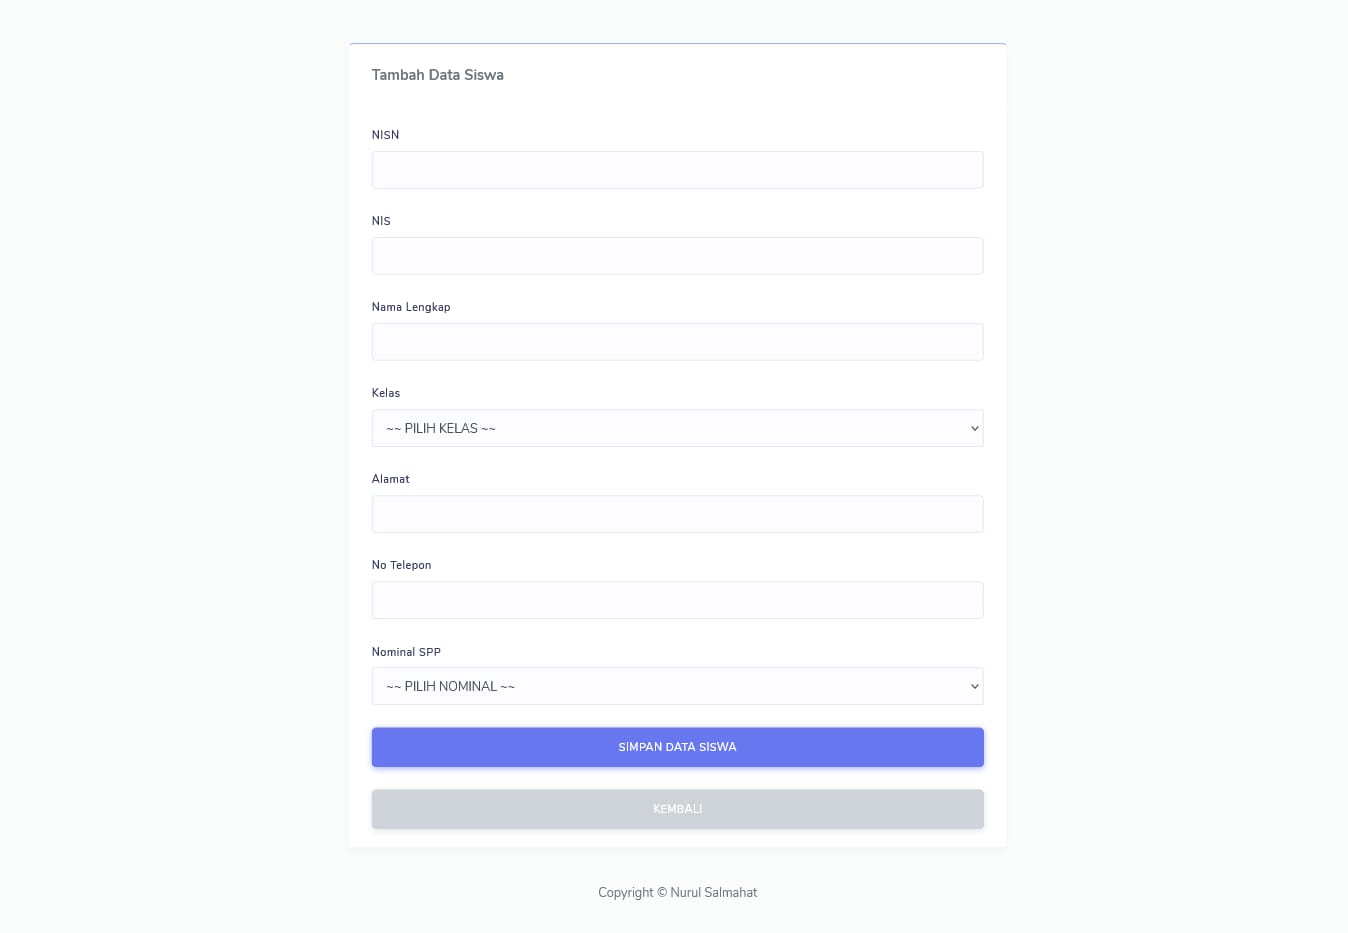 Tambah Data Siswa
NISN
NIS
Nama Lengkap
Kelas
~~ PILIH KELAS ~~
Alamat
No Telepon
Nominal SPP
~~ PILIH NOMINAL ~~
SIMPAN DATA SISWA
KEMBALI
Copyright © Nurul Salmahat